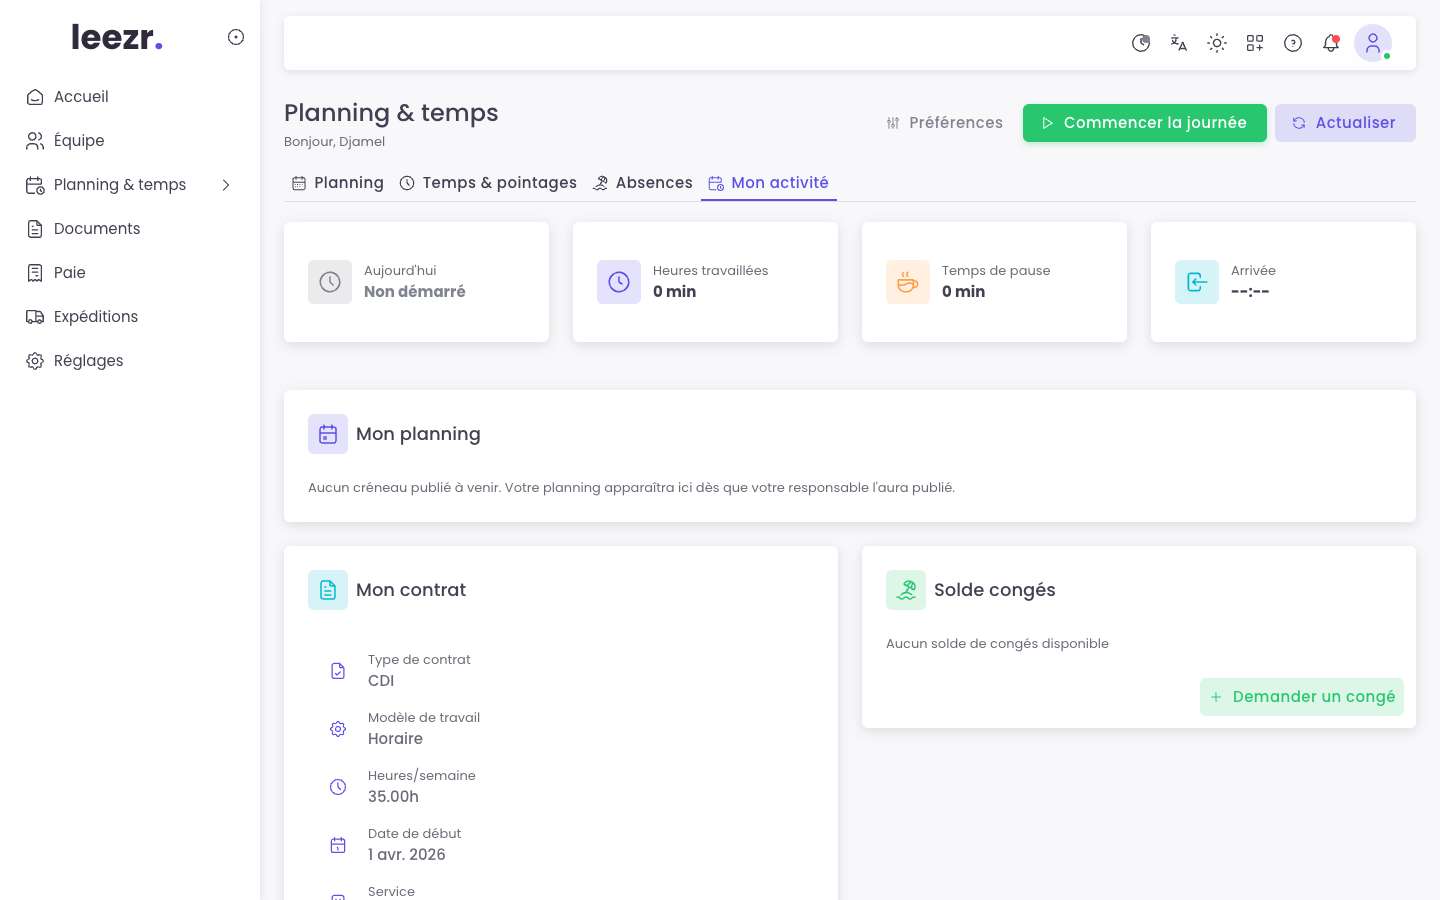 leezr.
Accueil
Équipe
Planning & temps
Documents
Paie
Expéditions
Réglages
Planning & temps
Bonjour, Djamel
Préférences
Commencer la journée
Actualiser
Planning
Temps & pointages
Absences
Mon activité
Aujourd'hui
Non démarré
Heures travaillées
0 min
Temps de pause
0 min
Arrivée
--:--
Mon planning
Aucun créneau publié à venir. Votre planning apparaîtra ici dès que votre responsable l'aura publié.
Mon contrat
Type de contrat
CDI
Modèle de travail
Horaire
Heures/semaine
35.00h
Date de début
1 avr. 2026
Service
Solde congés
Aucun solde de congés disponible
Demander un congé